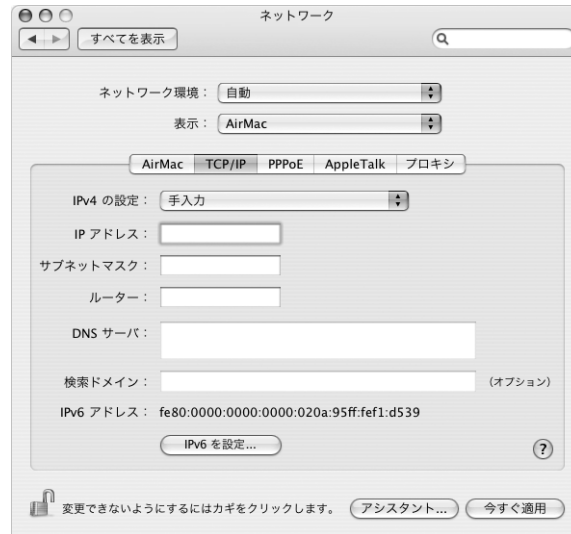 ネットワーク
すべてを表示
ネットワーク環境： 自動
表示： AirMac
AirMac TCP/IP PPPoE AppleTalk プロキシ
IPv4 の設定： 手入力
IP アドレス：
サブネットマスク：
ルーター：
DNS サーバ：
検索ドメイン： (オプション)
IPv6 アドレス： fe80:0000:0000:0000:020a:95ff:fef1:d539
IPv6 を設定...
?
変更できないようにするにはカギをクリックします。 アシスタント... 今すぐ適用